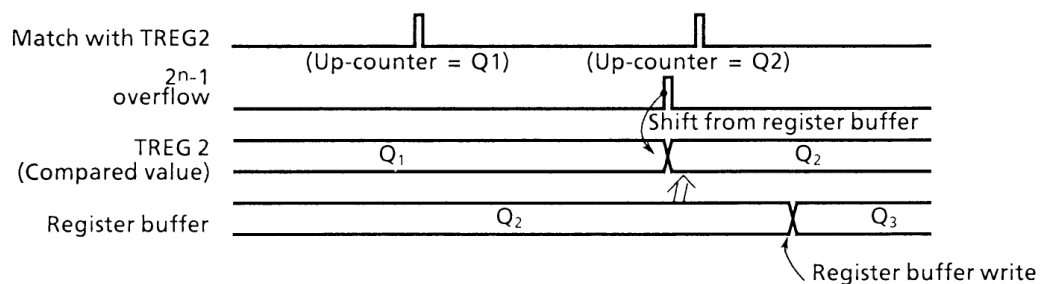 Match with TREG2
(Up-counter = Q1) (Up-counter = Q2)
2n-1
overflow
Shift from register buffer
TREG 2
(Compared value)
Q1 Q2
Register buffer
Q2 Q3
Register buffer write